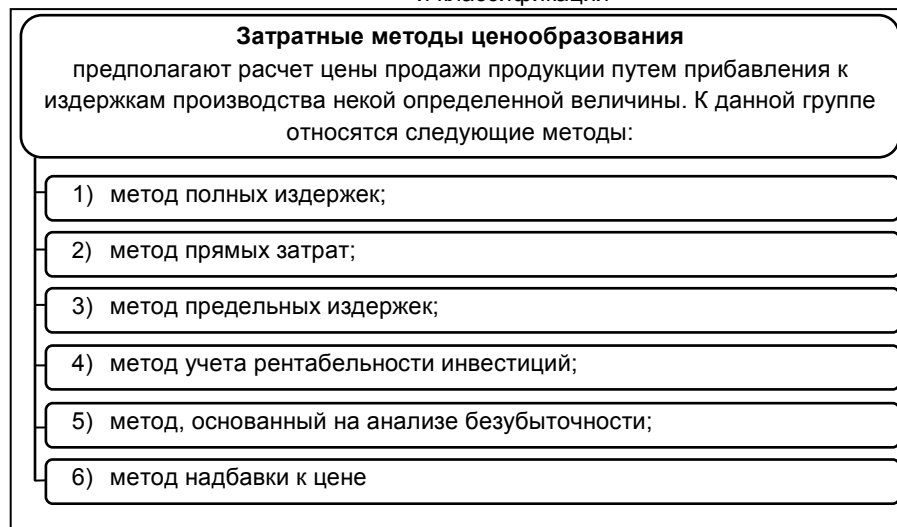 и классификации
Затратные методы ценообразования
предполагают расчет цены продажи продукции путем прибавления к
издержкам производства некой определенной величины. К данной группе
относятся следующие методы:
1) метод полных издержек;
2) метод прямых затрат;
3) метод предельных издержек;
4) метод учета рентабельности инвестиций;
5) метод, основанный на анализе безубыточности;
6) метод надбавки к цене